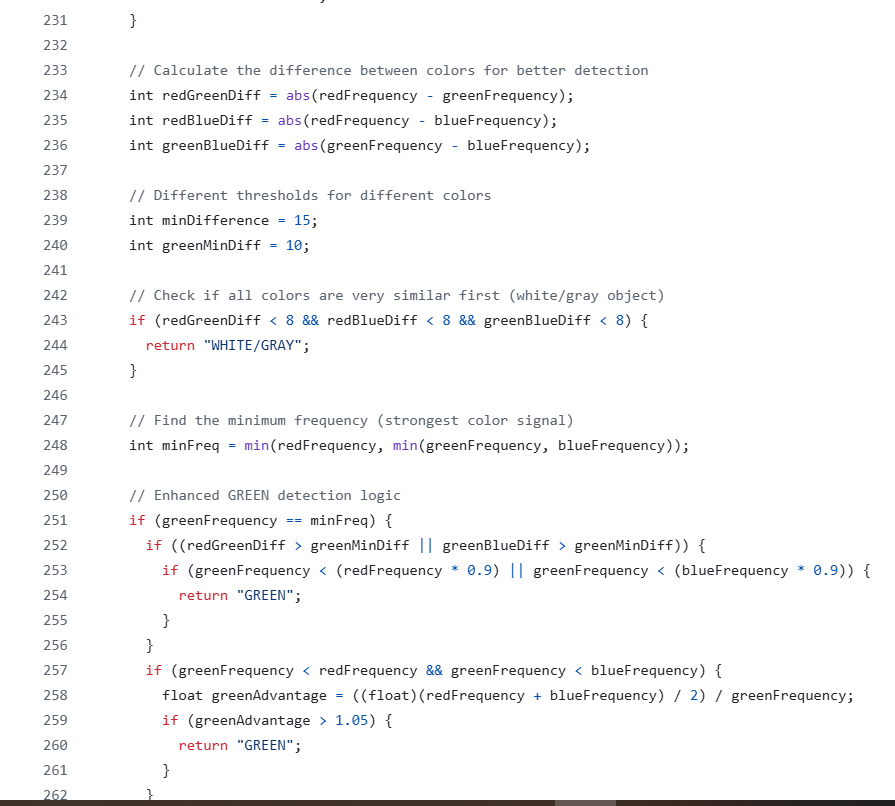 231 }
232
233 // Calculate the difference between colors for better detection
234 int redGreenDiff = abs(redFrequency - greenFrequency);
235 int redBlueDiff = abs(redFrequency - blueFrequency);
236 int greenBlueDiff = abs(greenFrequency - blueFrequency);
237
238 // Different thresholds for different colors
239 int minDifference = 15;
240 int greenMinDiff = 10;
241
242 // Check if all colors are very similar first (white/gray object)
243 if (redGreenDiff < 8 && redBlueDiff < 8 && greenBlueDiff < 8) {
244 return "WHITE/GRAY";
245 }
246
247 // Find the minimum frequency (strongest color signal)
248 int minFreq = min(redFrequency, min(greenFrequency, blueFrequency));
249
250 // Enhanced GREEN detection logic
251 if (greenFrequency == minFreq) {
252 if ((redGreenDiff > greenMinDiff || greenBlueDiff > greenMinDiff)) {
253 if (greenFrequency < (redFrequency * 0.9) || greenFrequency < (blueFrequency * 0.9)) {
254 return "GREEN";
255 }
256 }
257 if (greenFrequency < redFrequency && greenFrequency < blueFrequency) {
258 float greenAdvantage = ((float)(redFrequency + blueFrequency) / 2) / greenFrequency;
259 if (greenAdvantage > 1.05) {
260 return "GREEN";
261 }
262 }